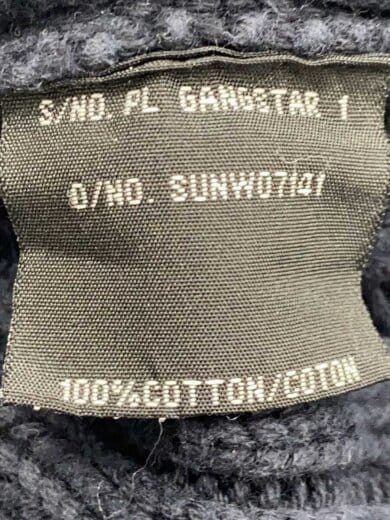 S/NO. PL GANGSTAR 1
O/NO. SUNW07141
100%COTTON/COTON